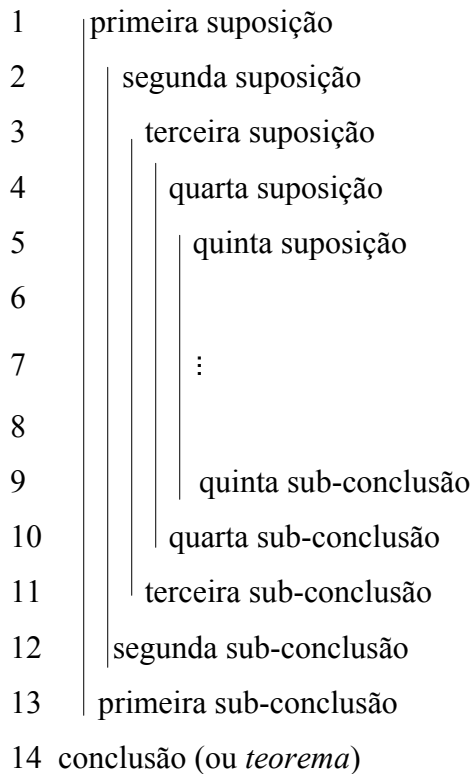 1 primeira suposição
2 segunda suposição
3 terceira suposição
4 quarta suposição
5 quinta suposição
6
7 ⋮
8
9 quinta sub-conclusão
10 quarta sub-conclusão
11 terceira sub-conclusão
12 segunda sub-conclusão
13 primeira sub-conclusão
14 conclusão (ou teorema)